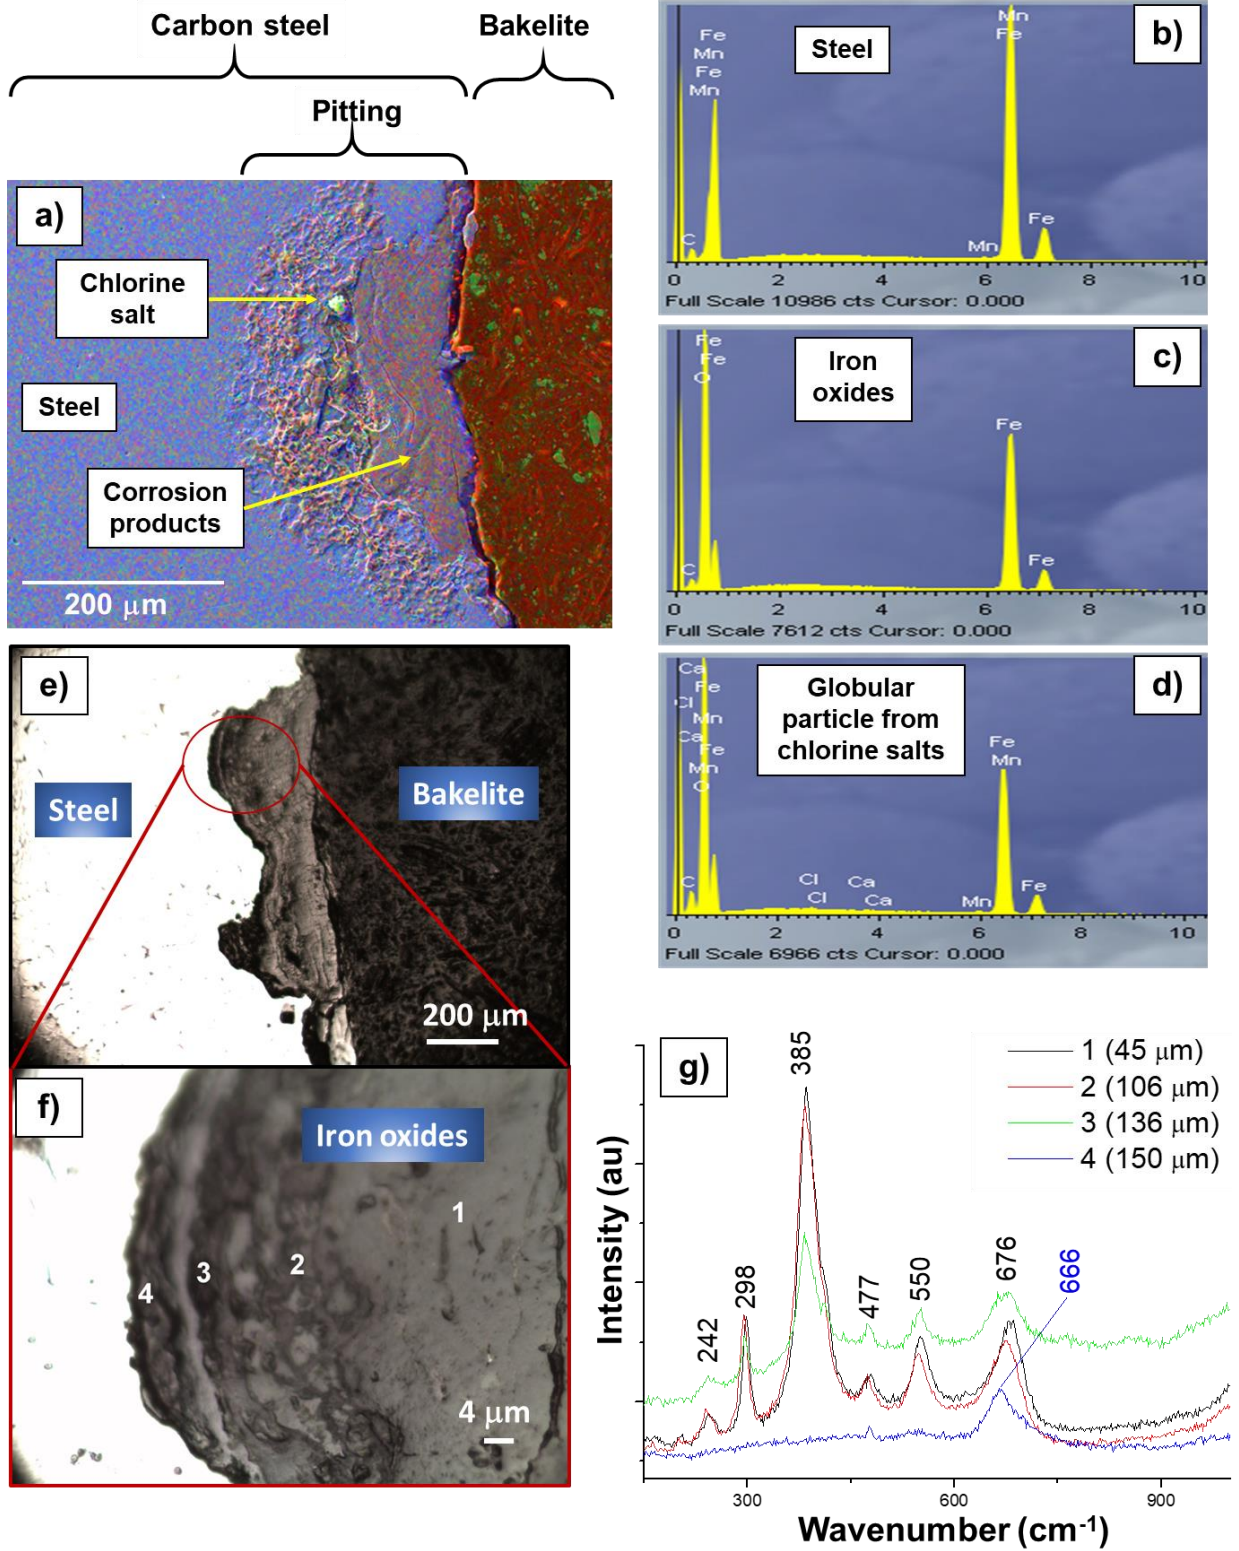 Carbon steel
Bakelite
Pitting
a)
Chlorine
salt
Steel
Corrosion
products
200 μm
b)
Steel
Fe
Mn
Fe
Mn
C
Mn
Fe
Mn
Fe
0 2 4 6 8 10
Full Scale 10986 cts Cursor: 0.000
c)
Iron
oxides
Fe
Fe
O
C
Fe
Fe
0 2 4 6 8 10
Full Scale 7612 cts Cursor: 0.000
d)
Globular
particle from
chlorine salts
Ca
Fe
Cl
Mn
Ca
Fe
Mn
O
C
Cl
Cl
Ca
Ca
Mn
Fe
Mn
Fe
0 2 4 6 8 10
Full Scale 6966 cts Cursor: 0.000
e)
Steel
Bakelite
200 μm
f)
Iron oxides
1
2
3
4
4 μm
g)
1 (45 μm)
2 (106 μm)
3 (136 μm)
4 (150 μm)
242
298
385
477
550
676
666
Intensity (au)
300 600 900
Wavenumber (cm⁻¹)